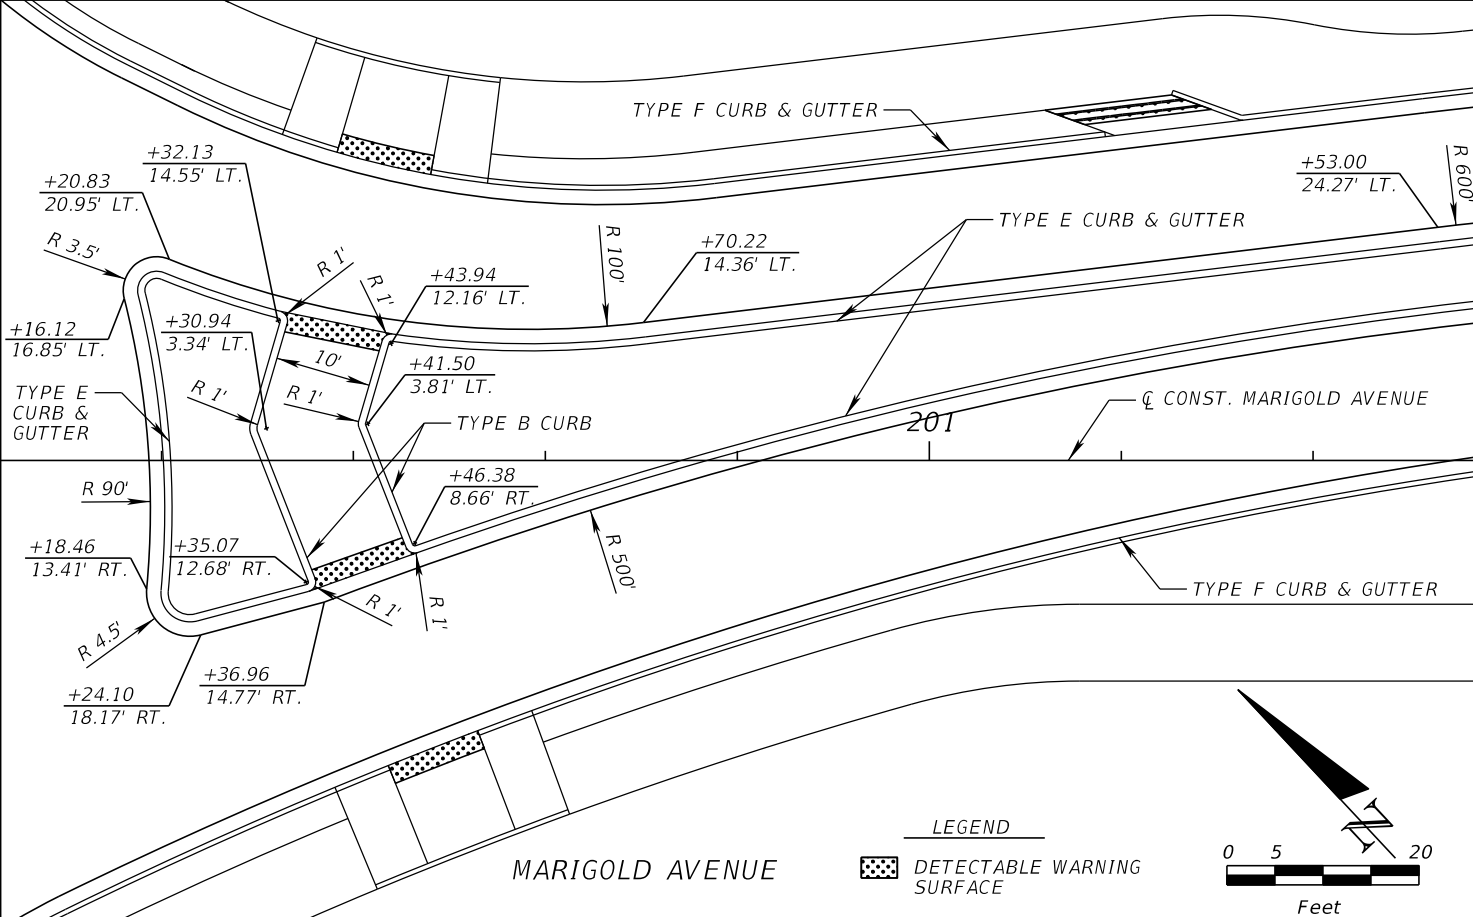 TYPE F CURB & GUTTER
+32.13
14.55' LT.
+20.83
20.95' LT.
+53.00
24.27' LT.
R 600'
TYPE E CURB & GUTTER
R 3.5'
R 1'
R 1'
R 100'
+70.22
14.36' LT.
+43.94
12.16' LT.
+16.12
16.85' LT.
+30.94
3.34' LT.
10'
+41.50
3.81' LT.
TYPE E
CURB &
GUTTER
R 1'
R 1'
TYPE B CURB
201
℄ CONST. MARIGOLD AVENUE
R 90'
+46.38
8.66' RT.
+18.46
13.41' RT.
+35.07
12.68' RT.
R 500'
TYPE F CURB & GUTTER
R 4.5'
R 1'
R 1'
+36.96
14.77' RT.
+24.10
18.17' RT.
N
LEGEND
DETECTABLE WARNING
SURFACE
MARIGOLD AVENUE
0 5 20
Feet